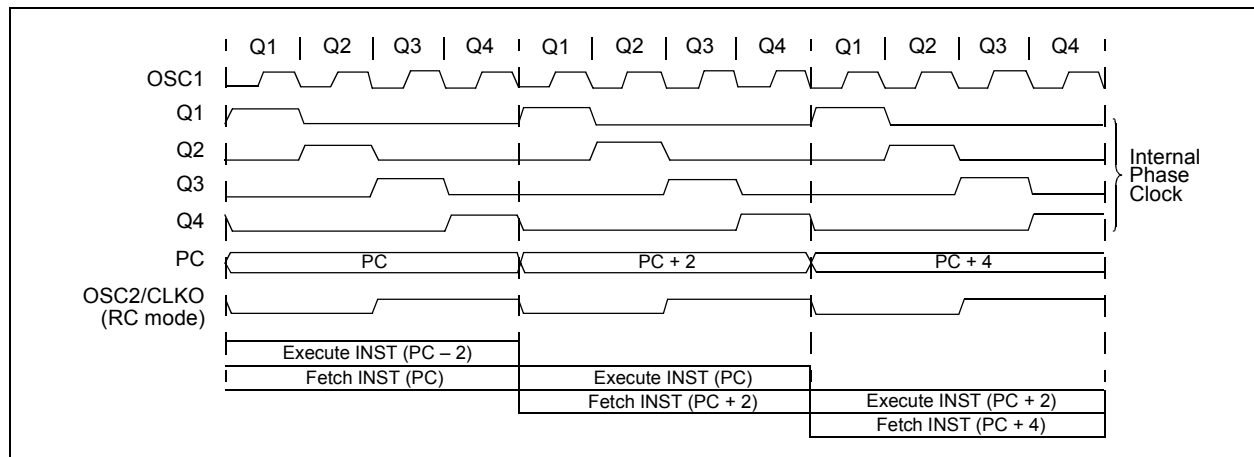 Q1 Q2 Q3 Q4 Q1 Q2 Q3 Q4 Q1 Q2 Q3 Q4
OSC1
Q1
Q2
Q3
Q4
Internal
Phase
Clock
PC PC PC + 2 PC + 4
OSC2/CLKO
(RC mode)
Execute INST (PC – 2)
Fetch INST (PC) Execute INST (PC)
Fetch INST (PC + 2) Execute INST (PC + 2)
Fetch INST (PC + 4)